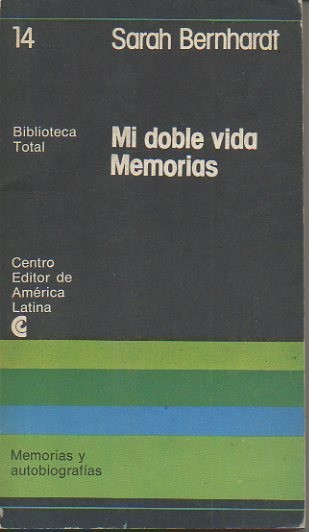 14
Sarah Bernhardt
Biblioteca
Total
Mi doble vida
Memorias
Centro
Editor de
América
Latina
Memorias y
autobiografías